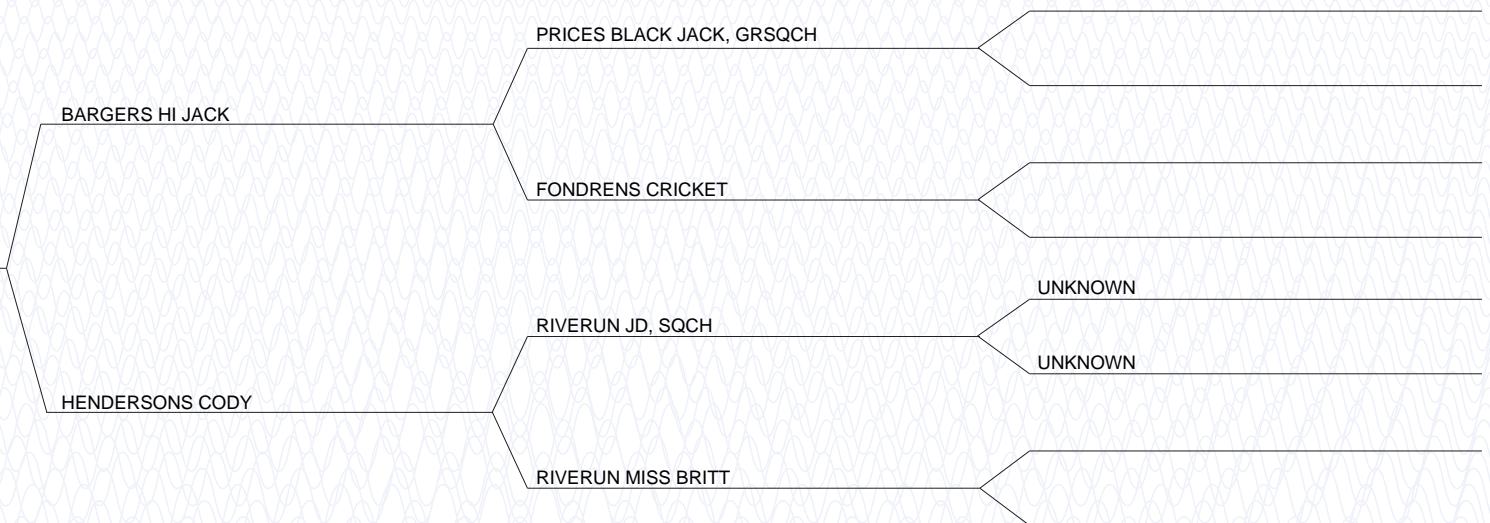 PRICES BLACK JACK, GRSQCH
BARGERS HI JACK
FONDRENS CRICKET
UNKNOWN
RIVERUN JD, SQCH
UNKNOWN
HENDERSONS CODY
RIVERUN MISS BRITT